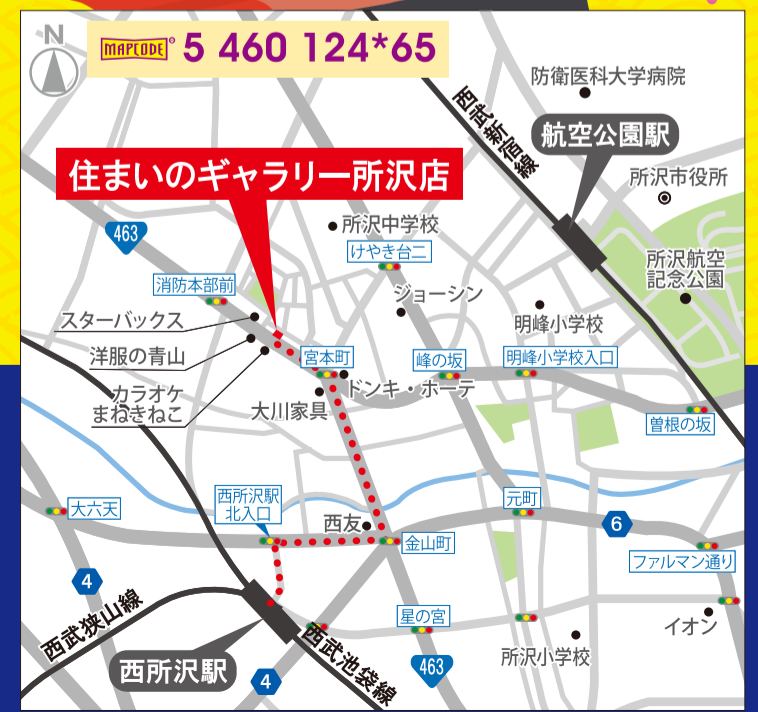 N
MAPCODE® 5 460 124*65
防衛医科大学病院
西武新宿線
航空公園駅
住まいのギャラリー所沢店
所沢市役所
463
所沢中学校
けやき台二
所沢航空
記念公園
消防本部前
ジョーシン
スターバックス
明峰小学校
洋服の青山
宮本町
峰の坂
明峰小学校入口
カラオケ
まねきねこ
ドンキ・ホーテ
大川家具
曽根の坂
西所沢駅
北入口
大六天
西友
元町
6
金山町
ファルマン通り
4
西武狭山線
星の宮
イオン
西所沢駅
西武池袋線
所沢小学校
4
463